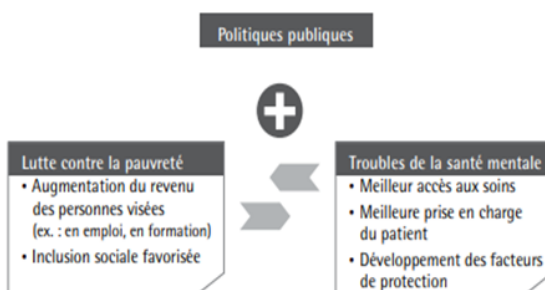 Politiques publiques
Lutte contre la pauvreté
• Augmentation du revenu
des personnes visées
(ex. : en emploi, en formation)
• Inclusion sociale favorisée
Troubles de la santé mentale
• Meilleur accès aux soins
• Meilleure prise en charge
du patient
• Développement des facteurs
de protection